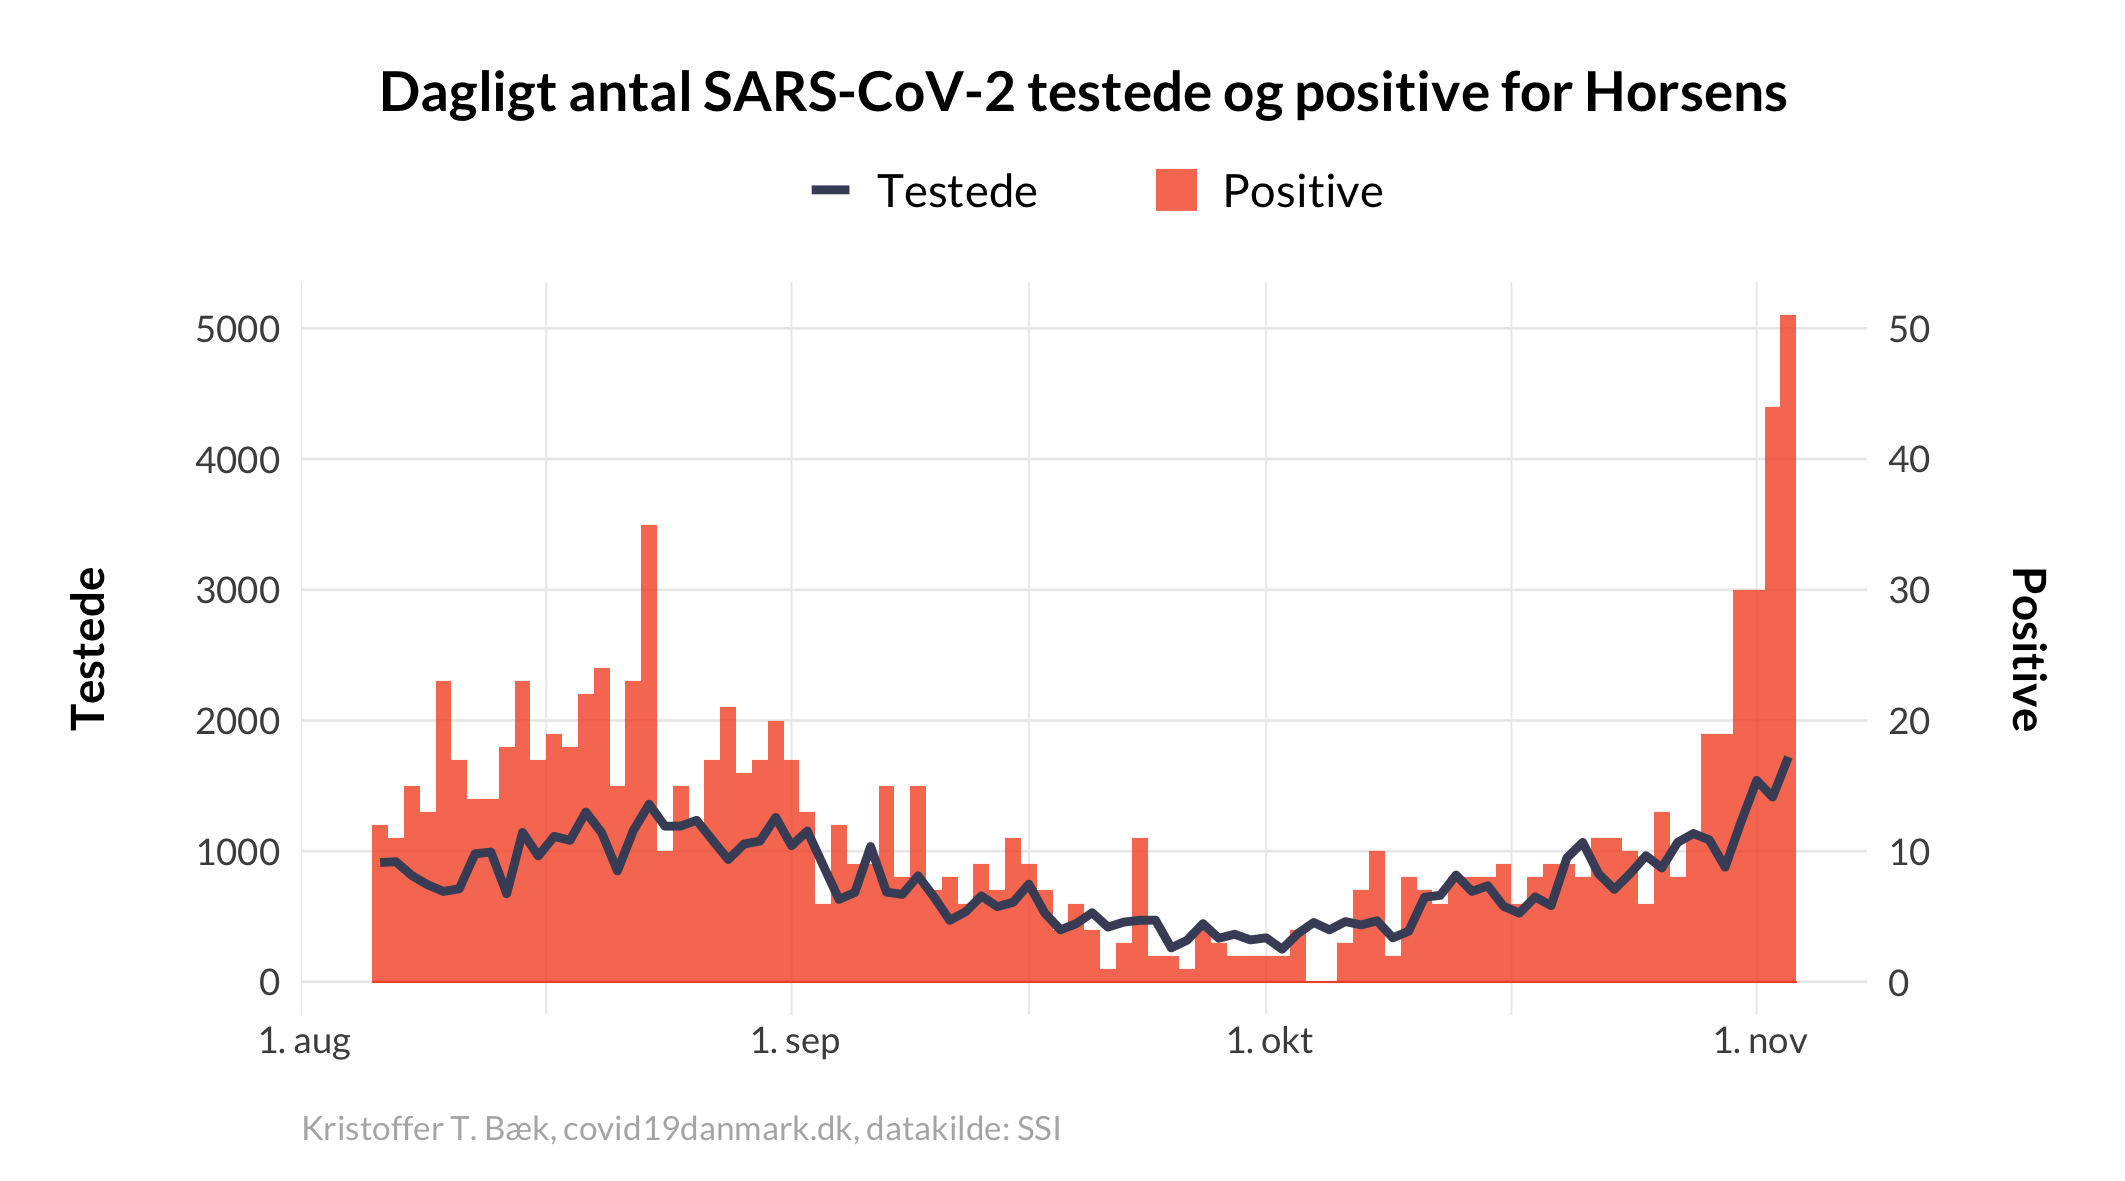 Dagligt antal SARS-CoV-2 testede og positive for Horsens
Testede
Positive
5000
4000
3000
2000
1000
0
50
40
30
20
10
0
Testede
Positive
1. aug
1. sep
1. okt
1. nov
Kristoffer T. Bæk, covid19danmark.dk, datakilde: SSI